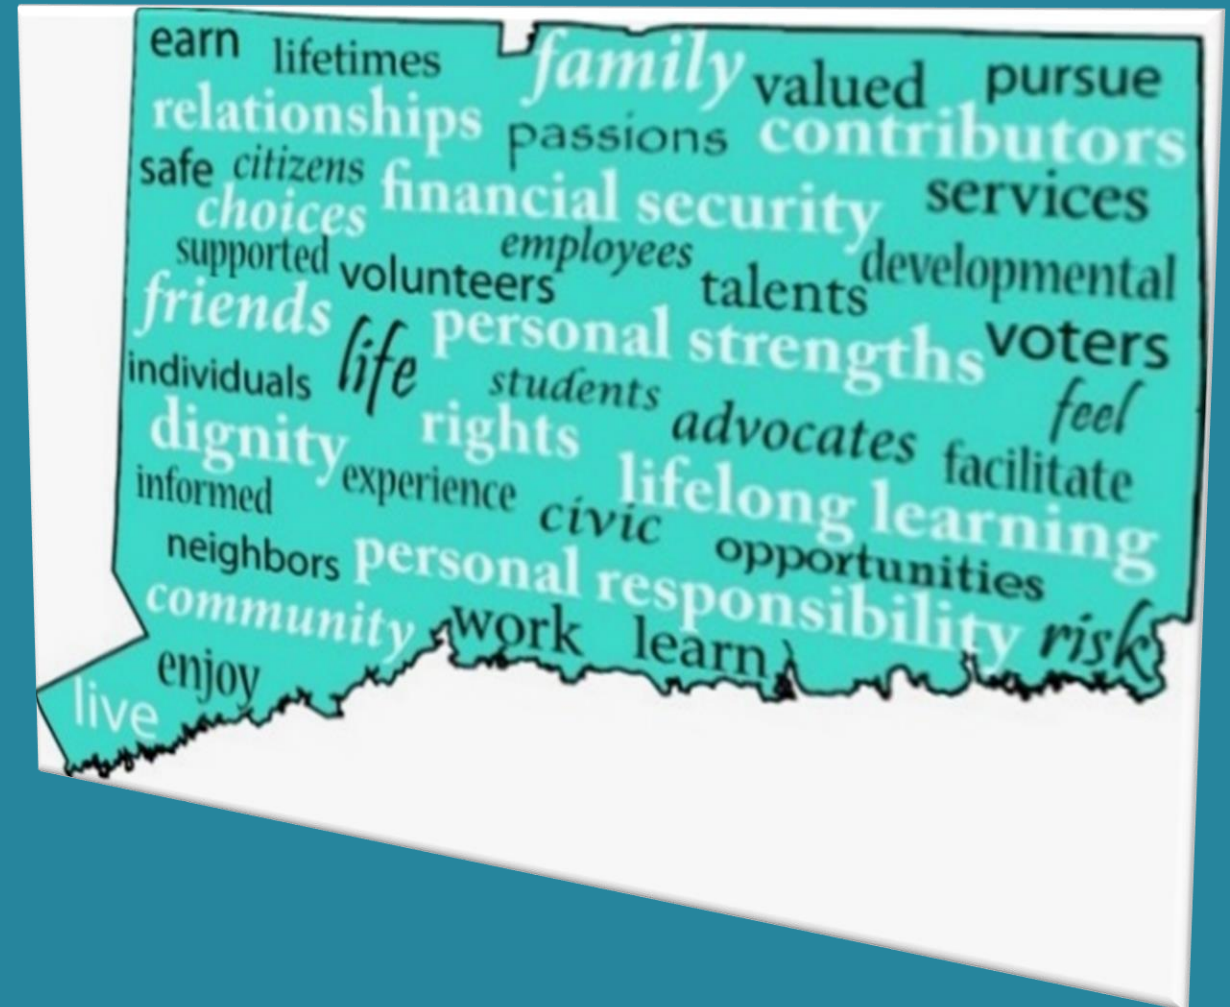 earn lifetimes family valued pursue
relationships passions contributors
safe citizens financial security services
choices
supported volunteers employees talents developmental
friends life personal strengths voters
individuals students feel
dignity rights advocates facilitate
informed experience civic lifelong learning
neighbors personal responsibility opportunities
community work learn risk
enjoy
live